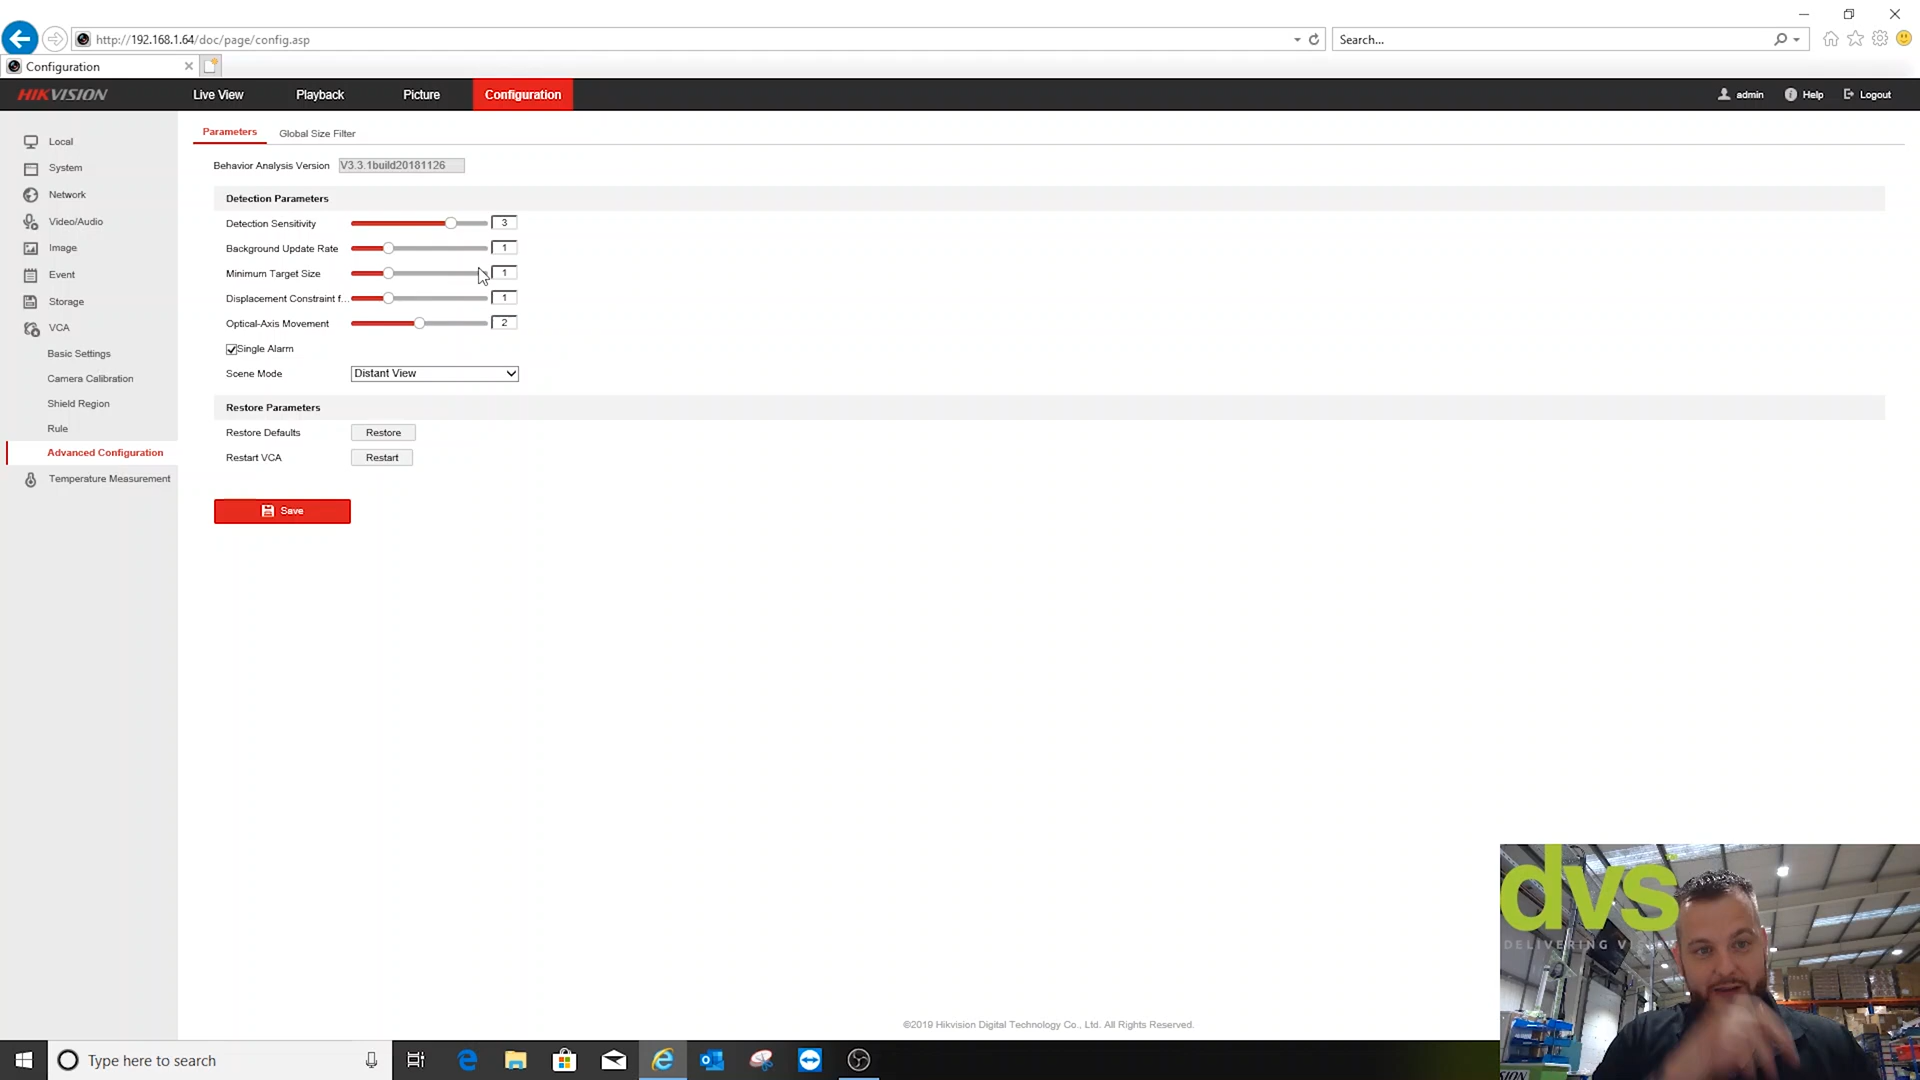 http://192.168.1.64/doc/page/config.asp
Search...
Configuration
HIKVISION
Live View
Playback
Picture
Configuration
admin
Help
Logout
Local
System
Network
Video/Audio
Image
Event
Storage
VCA
Basic Settings
Camera Calibration
Shield Region
Rule
Advanced Configuration
Temperature Measurement
Parameters
Global Size Filter
Behavior Analysis Version V3.3.1build20181126
Detection Parameters
Detection Sensitivity 3
Background Update Rate 1
Minimum Target Size 1
Displacement Constraint f... 1
Optical-Axis Movement 2
Single Alarm
Scene Mode Distant View
Restore Parameters
Restore Defaults Restore
Restart VCA Restart
Save
©2019 Hikvision Digital Technology Co., Ltd. All Rights Reserved.
dvs
DELIVERING
Type here to search